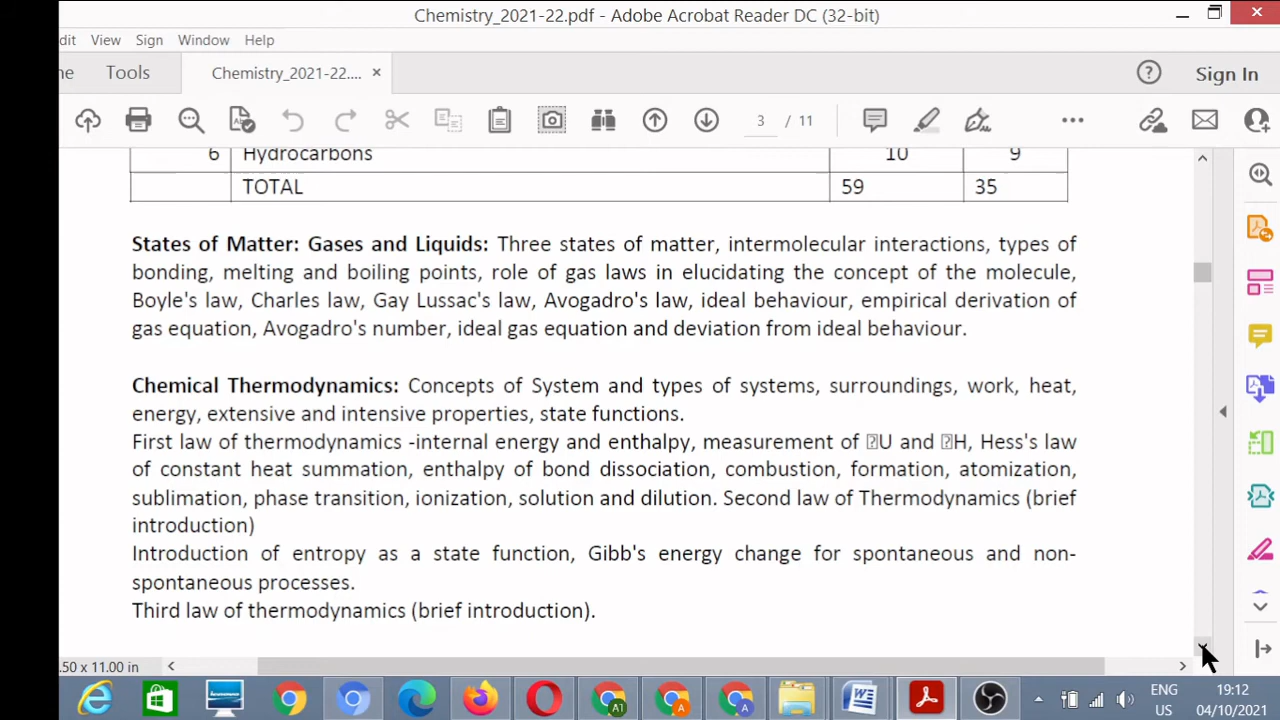 Chemistry_2021-22.pdf - Adobe Acrobat Reader DC (32-bit)
dit View Sign Window Help
ne Tools Chemistry_2021-22.... × Sign In
3 / 11
6 Hydrocarbons 10 9
TOTAL 59 35
States of Matter: Gases and Liquids: Three states of matter, intermolecular interactions, types of
bonding, melting and boiling points, role of gas laws in elucidating the concept of the molecule,
Boyle's law, Charles law, Gay Lussac's law, Avogadro's law, ideal behaviour, empirical derivation of
gas equation, Avogadro's number, ideal gas equation and deviation from ideal behaviour.
Chemical Thermodynamics: Concepts of System and types of systems, surroundings, work, heat,
energy, extensive and intensive properties, state functions.
First law of thermodynamics -internal energy and enthalpy, measurement of ⍰U and ⍰H, Hess's law
of constant heat summation, enthalpy of bond dissociation, combustion, formation, atomization,
sublimation, phase transition, ionization, solution and dilution. Second law of Thermodynamics (brief
introduction)
Introduction of entropy as a state function, Gibb's energy change for spontaneous and non-
spontaneous processes.
Third law of thermodynamics (brief introduction).
.50 x 11.00 in
ENG 19:12
US 04/10/2021